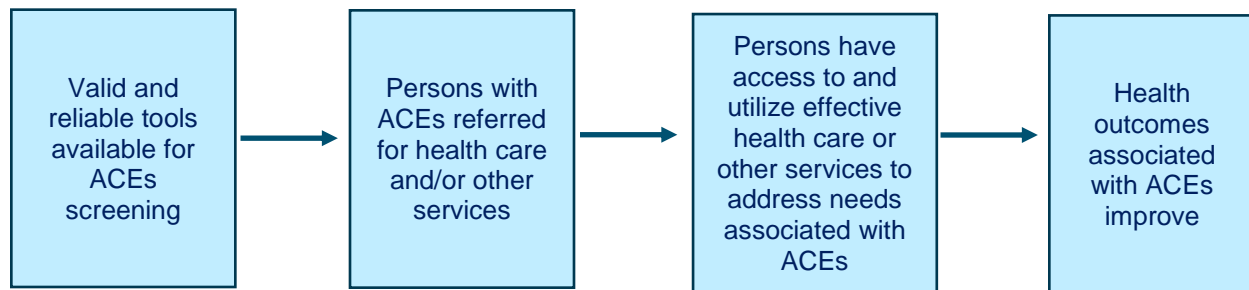 Valid and
reliable tools
available for
ACEs
screening
Persons with
ACEs referred
for health care
and/or other
services
Persons have
access to and
utilize effective
health care or
other services to
address needs
associated with
ACEs
Health
outcomes
associated
with ACEs
improve